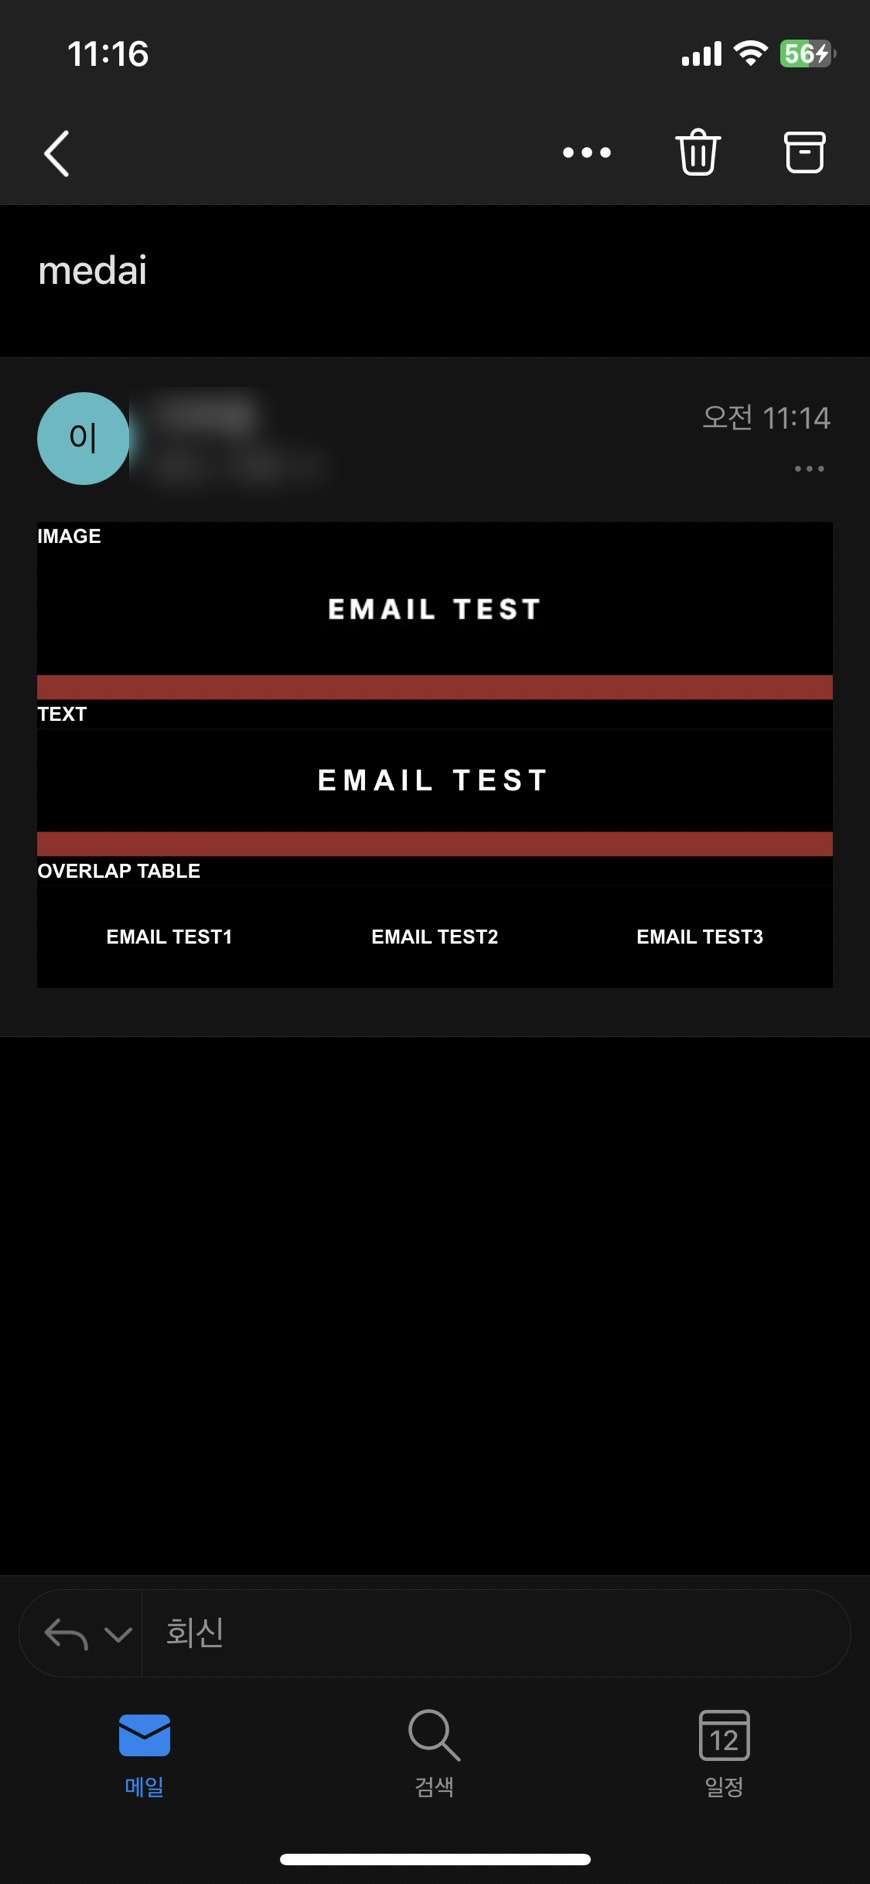 11:16
56
medai
이
오전 11:14
IMAGE
EMAIL TEST
TEXT
EMAIL TEST
OVERLAP TABLE
EMAIL TEST1 EMAIL TEST2 EMAIL TEST3
회신
12
메일 검색 일정